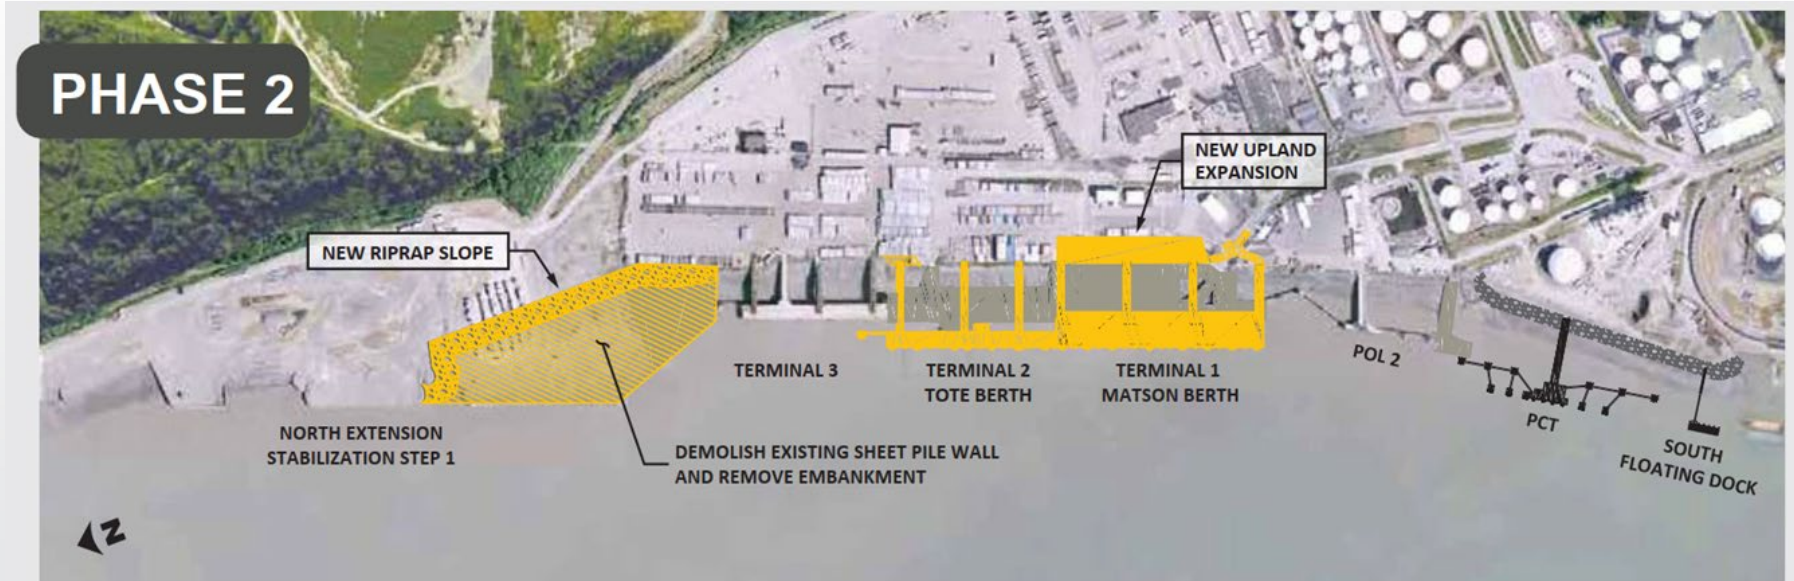 PHASE 2
NEW UPLAND
EXPANSION
NEW RIPRAP SLOPE
TERMINAL 3
TERMINAL 2
TOTE BERTH
TERMINAL 1
MATSON BERTH
POL 2
PCT
SOUTH
FLOATING DOCK
NORTH EXTENSION
STABILIZATION STEP 1
DEMOLISH EXISTING SHEET PILE WALL
AND REMOVE EMBANKMENT
N